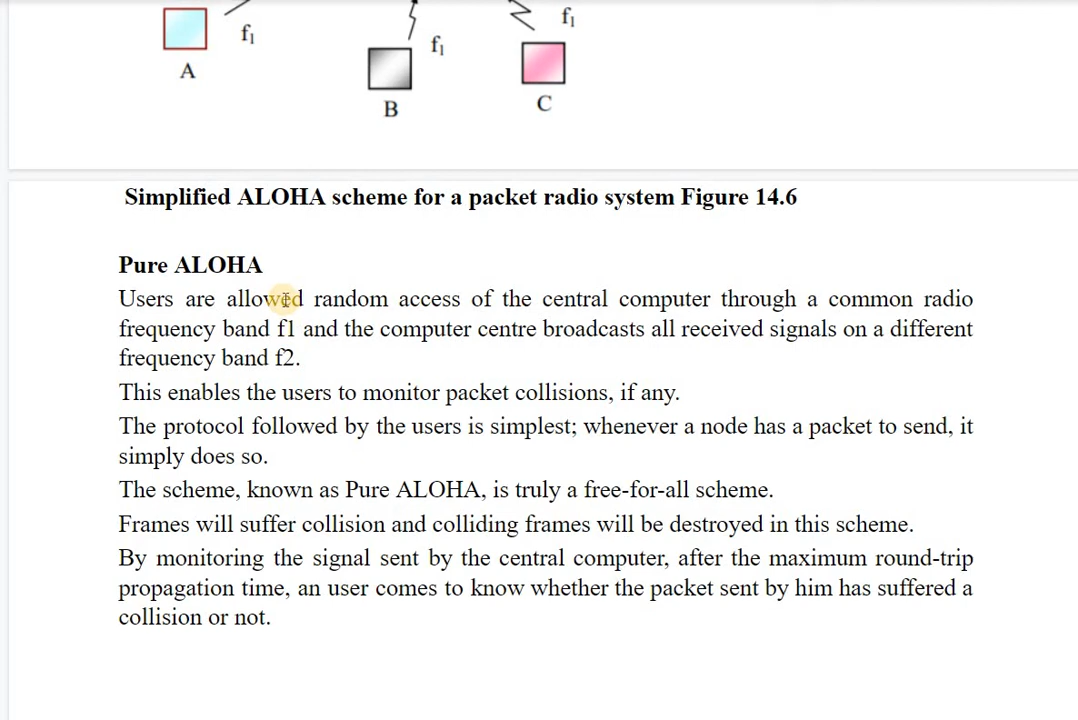 f1
f1
f1
A
B
C
Simplified ALOHA scheme for a packet radio system Figure 14.6
Pure ALOHA
Users are allowed random access of the central computer through a common radio
frequency band f1 and the computer centre broadcasts all received signals on a different
frequency band f2.
This enables the users to monitor packet collisions, if any.
The protocol followed by the users is simplest; whenever a node has a packet to send, it
simply does so.
The scheme, known as Pure ALOHA, is truly a free-for-all scheme.
Frames will suffer collision and colliding frames will be destroyed in this scheme.
By monitoring the signal sent by the central computer, after the maximum round-trip
propagation time, an user comes to know whether the packet sent by him has suffered a
collision or not.